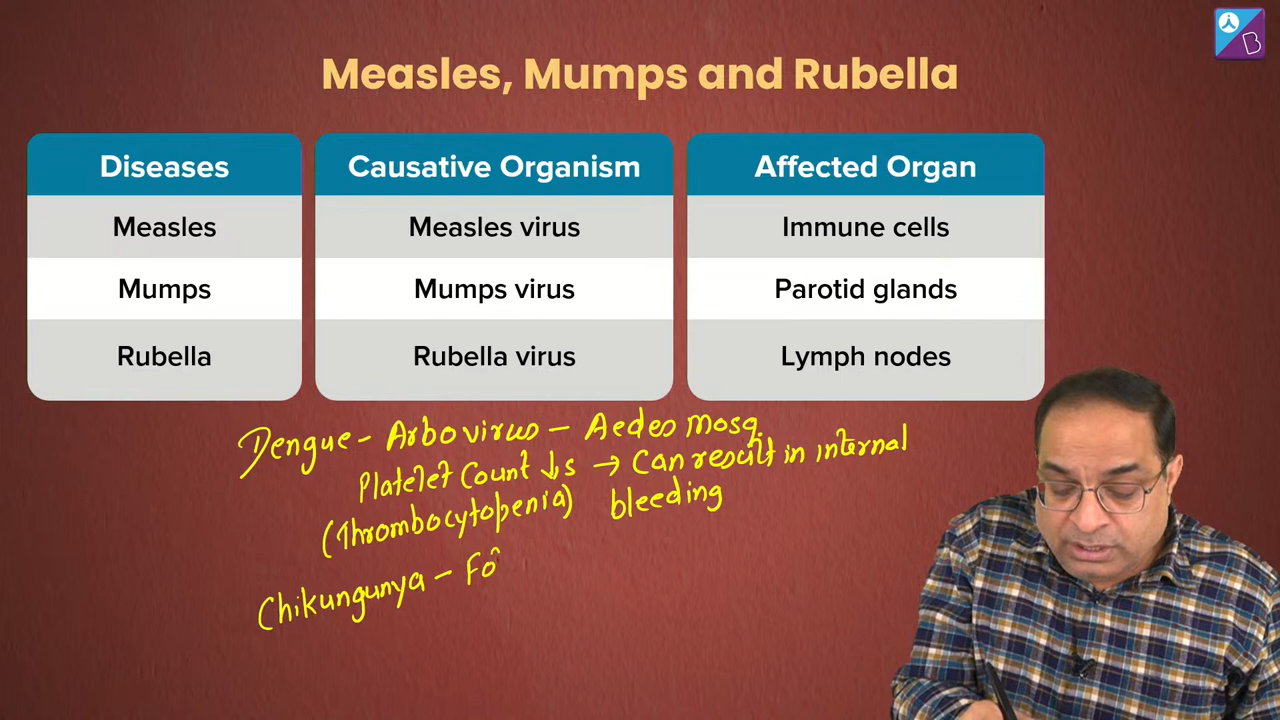 Measles, Mumps and Rubella
Diseases Causative Organism Affected Organ
Measles Measles virus Immune cells
Mumps Mumps virus Parotid glands
Rubella Rubella virus Lymph nodes
Dengue - Arbovirus - Aedes Mosq.
Platelet Count ↓s → Can result in internal
(Thrombocytopenia) bleeding
Chikungunya -
B